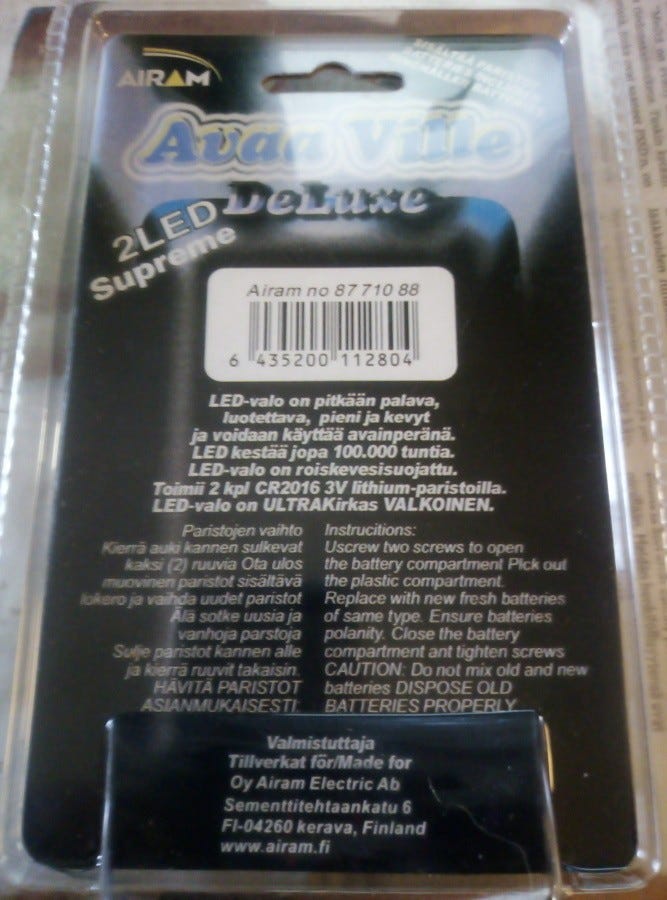 AIRAM
SISÄLTÄÄ PARISTOT
BATTERIES INCLUDED
Avaa Ville
DeLuxe
2LED
Supreme
Airam no 87 710 88
6 435200 112804
LED-valo on pitkään palava,
luotettava, pieni ja kevyt
ja voidaan käyttää avainperänä.
LED kestää jopa 100.000 tuntia.
LED-valo on roiskevesisuojattu.
Toimii 2 kpl CR2016 3V lithium-paristoilla.
LED-valo on ULTRAKirkas VALKOINEN.
Paristojen vaihto
Kierrä auki kannen sulkevat
kaksi (2) ruuvia Ota ulos
muovinen paristot sisältävä
lokero ja vaihda uudet paristot
Äla sotke uusia ja
vanhoja parstoja
Sulje paristot kannen alle
ja kierrä ruuvit takaisin.
HÄVITÄ PARISTOT
ASIANMUKAISESTI
Instrucitions:
Uscrew two screws to open
the battery compartment PIck out
the plastic compartment.
Replace with new fresh batteries
of same type. Ensure batteries
polanity. Close the battery
compartment ant tighten screws
CAUTION: Do not mix old and new
batteries DISPOSE OLD
BATTERIES PROPERLY
Valmistuttaja
Tillverkat för/Made for
Oy Airam Electric Ab
Sementtitehtaankatu 6
FI-04260 kerava, Finland
www.airam.fi